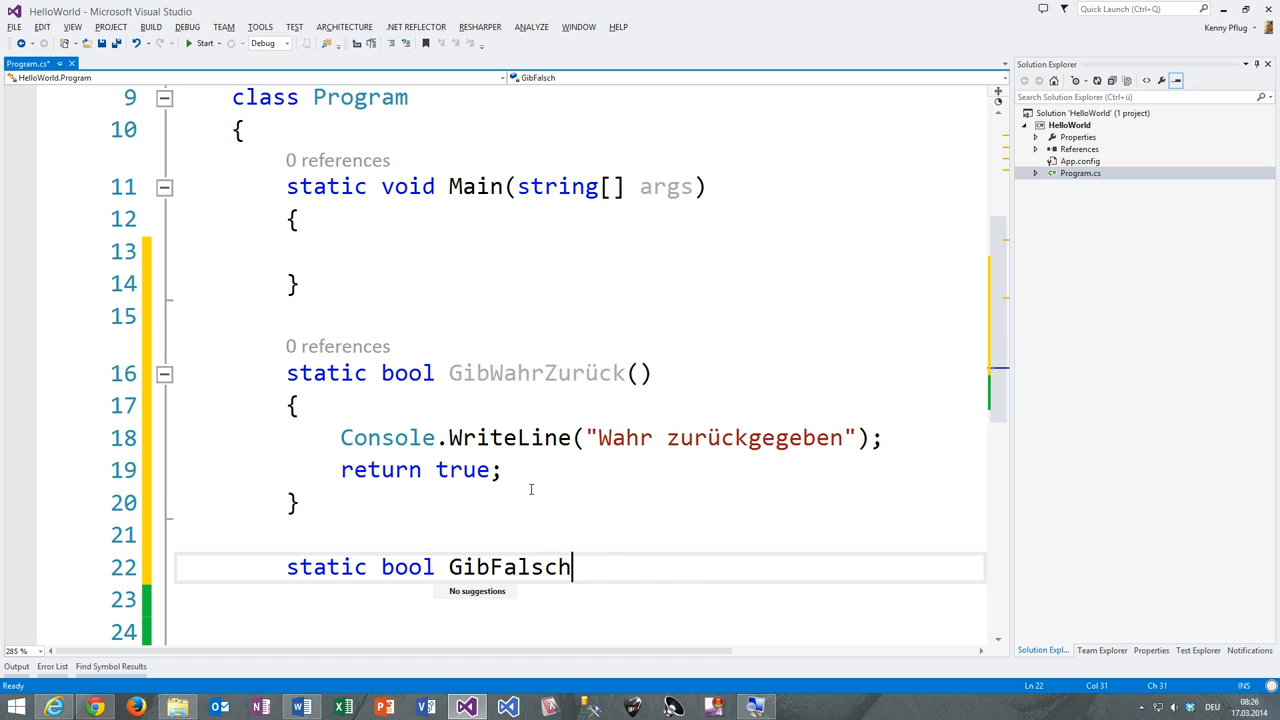 HelloWorld - Microsoft Visual Studio
Quick Launch (Ctrl+Ü)
FILE EDIT VIEW PROJECT BUILD DEBUG TEAM TOOLS TEST ARCHITECTURE .NET REFLECTOR RESHARPER ANALYZE WINDOW HELP
Kenny Pflug
Start Debug
Program.cs*
HelloWorld.Program
GibFalsch
9 class Program
10 {
0 references
11 static void Main(string[] args)
12 {
13
14 }
15
0 references
16 static bool GibWahrZurück()
17 {
18 Console.WriteLine("Wahr zurückgegeben");
19 return true;
20 }
21
22 static bool GibFalsch
No suggestions
23
24
285 %
Solution Explorer
Search Solution Explorer (Ctrl+ü)
Solution 'HelloWorld' (1 project)
HelloWorld
Properties
References
App.config
Program.cs
Solution Expl... Team Explorer Properties Test Explorer Notifications
Output Error List Find Symbol Results
Ready
Ln 22 Col 31 Ch 31 INS
DEU
08:26
17.03.2014